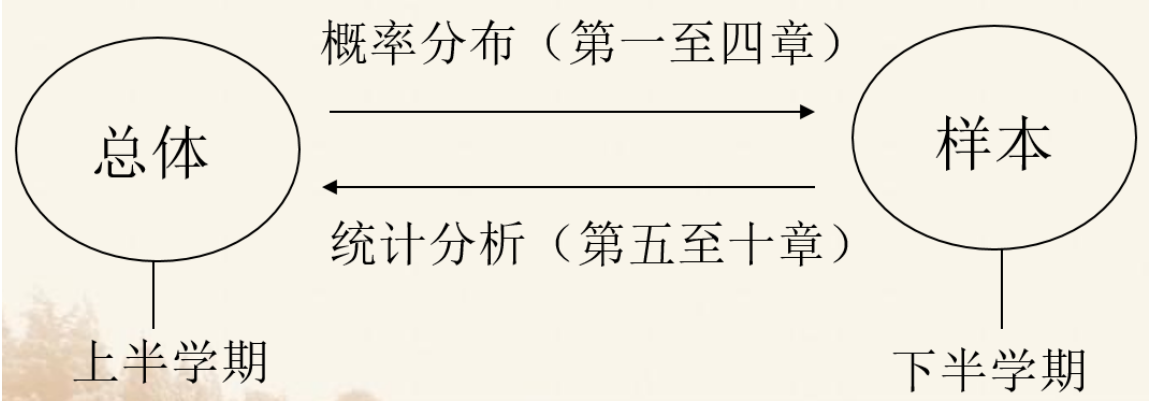 概率分布（第一至四章）
总体
样本
统计分析（第五至十章）
上半学期
下半学期